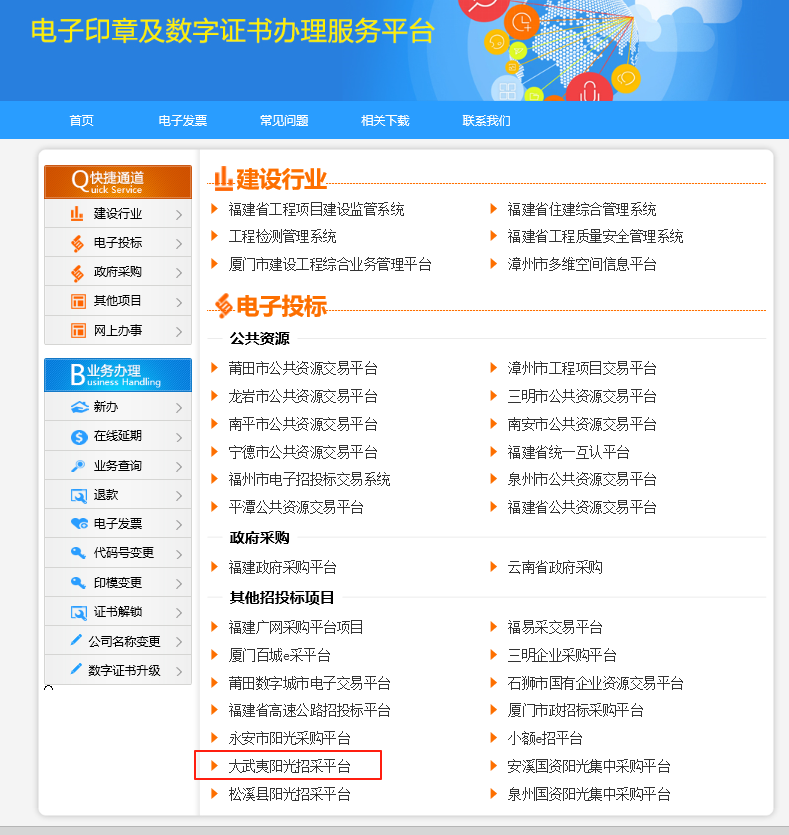 电子印章及数字证书办理服务平台
首页 电子发票 常见问题 相关下载 联系我们
Q快捷通道
uick Service
建设行业
电子投标
政府采购
其他项目
网上办事
B业务办理
usiness Handling
新办
在线延期
业务查询
退款
电子发票
代码号变更
印模变更
证书解锁
公司名称变更
数字证书升级
建设行业
福建省工程项目建设监管系统 福建省住建综合管理系统
工程检测管理系统 福建省工程质量安全管理系统
厦门市建设工程综合业务管理平台 漳州市多维空间信息平台
电子投标
公共资源
莆田市公共资源交易平台 漳州市工程项目交易平台
龙岩市公共资源交易平台 三明市公共资源交易平台
南平市公共资源交易平台 南安市公共资源交易平台
宁德市公共资源交易平台 福建省统一互认平台
福州市电子招投标交易系统 泉州市公共资源交易平台
平潭公共资源交易平台 福建省公共资源交易平台
政府采购
福建政府采购平台 云南省政府采购
其他招投标项目
福建广网采购平台项目 福易采交易平台
厦门百城e采平台 三明企业采购平台
莆田数字城市电子交易平台 石狮市国有企业资源交易平台
福建省高速公路招投标平台 厦门市政招标采购平台
永安市阳光采购平台 小额e招平台
大武夷阳光招采平台 安溪国资阳光集中采购平台
松溪县阳光招采平台 泉州国资阳光集中采购平台